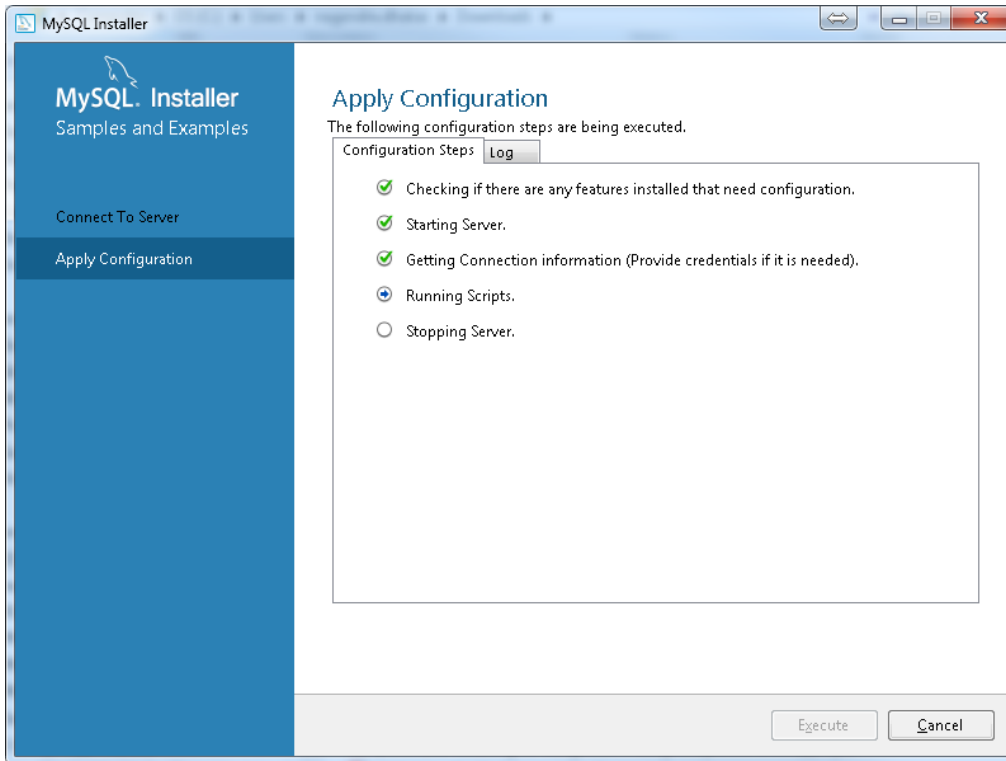 MySQL Installer
MySQL. Installer
Samples and Examples
Connect To Server
Apply Configuration
Apply Configuration
The following configuration steps are being executed.
Configuration Steps Log
Checking if there are any features installed that need configuration.
Starting Server.
Getting Connection information (Provide credentials if it is needed).
Running Scripts.
Stopping Server.
Execute Cancel